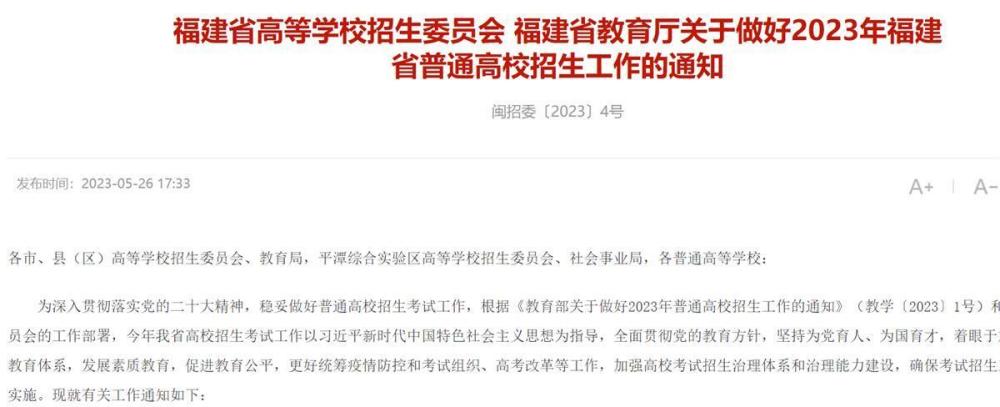 福建省高等学校招生委员会 福建省教育厅关于做好2023年福建
省普通高校招生工作的通知
闽招委〔2023〕4号
发布时间：2023-05-26 17:33
A+ | A-
各市、县（区）高等学校招生委员会、教育局，平潭综合实验区高等学校招生委员会、社会事业局，各普通高等学校：
为深入贯彻落实党的二十大精神，稳妥做好普通高校招生考试工作，根据《教育部关于做好2023年普通高校招生工作的通知》（教学〔2023〕1号）和
员会的工作部署，今年我省高校招生考试工作以习近平新时代中国特色社会主义思想为指导，全面贯彻党的教育方针，坚持为党育人、为国育才，着眼于
教育体系，发展素质教育，促进教育公平，更好统筹疫情防控和考试组织、高考改革等工作，加强高校考试招生治理体系和治理能力建设，确保考试招生
实施。现就有关工作通知如下：